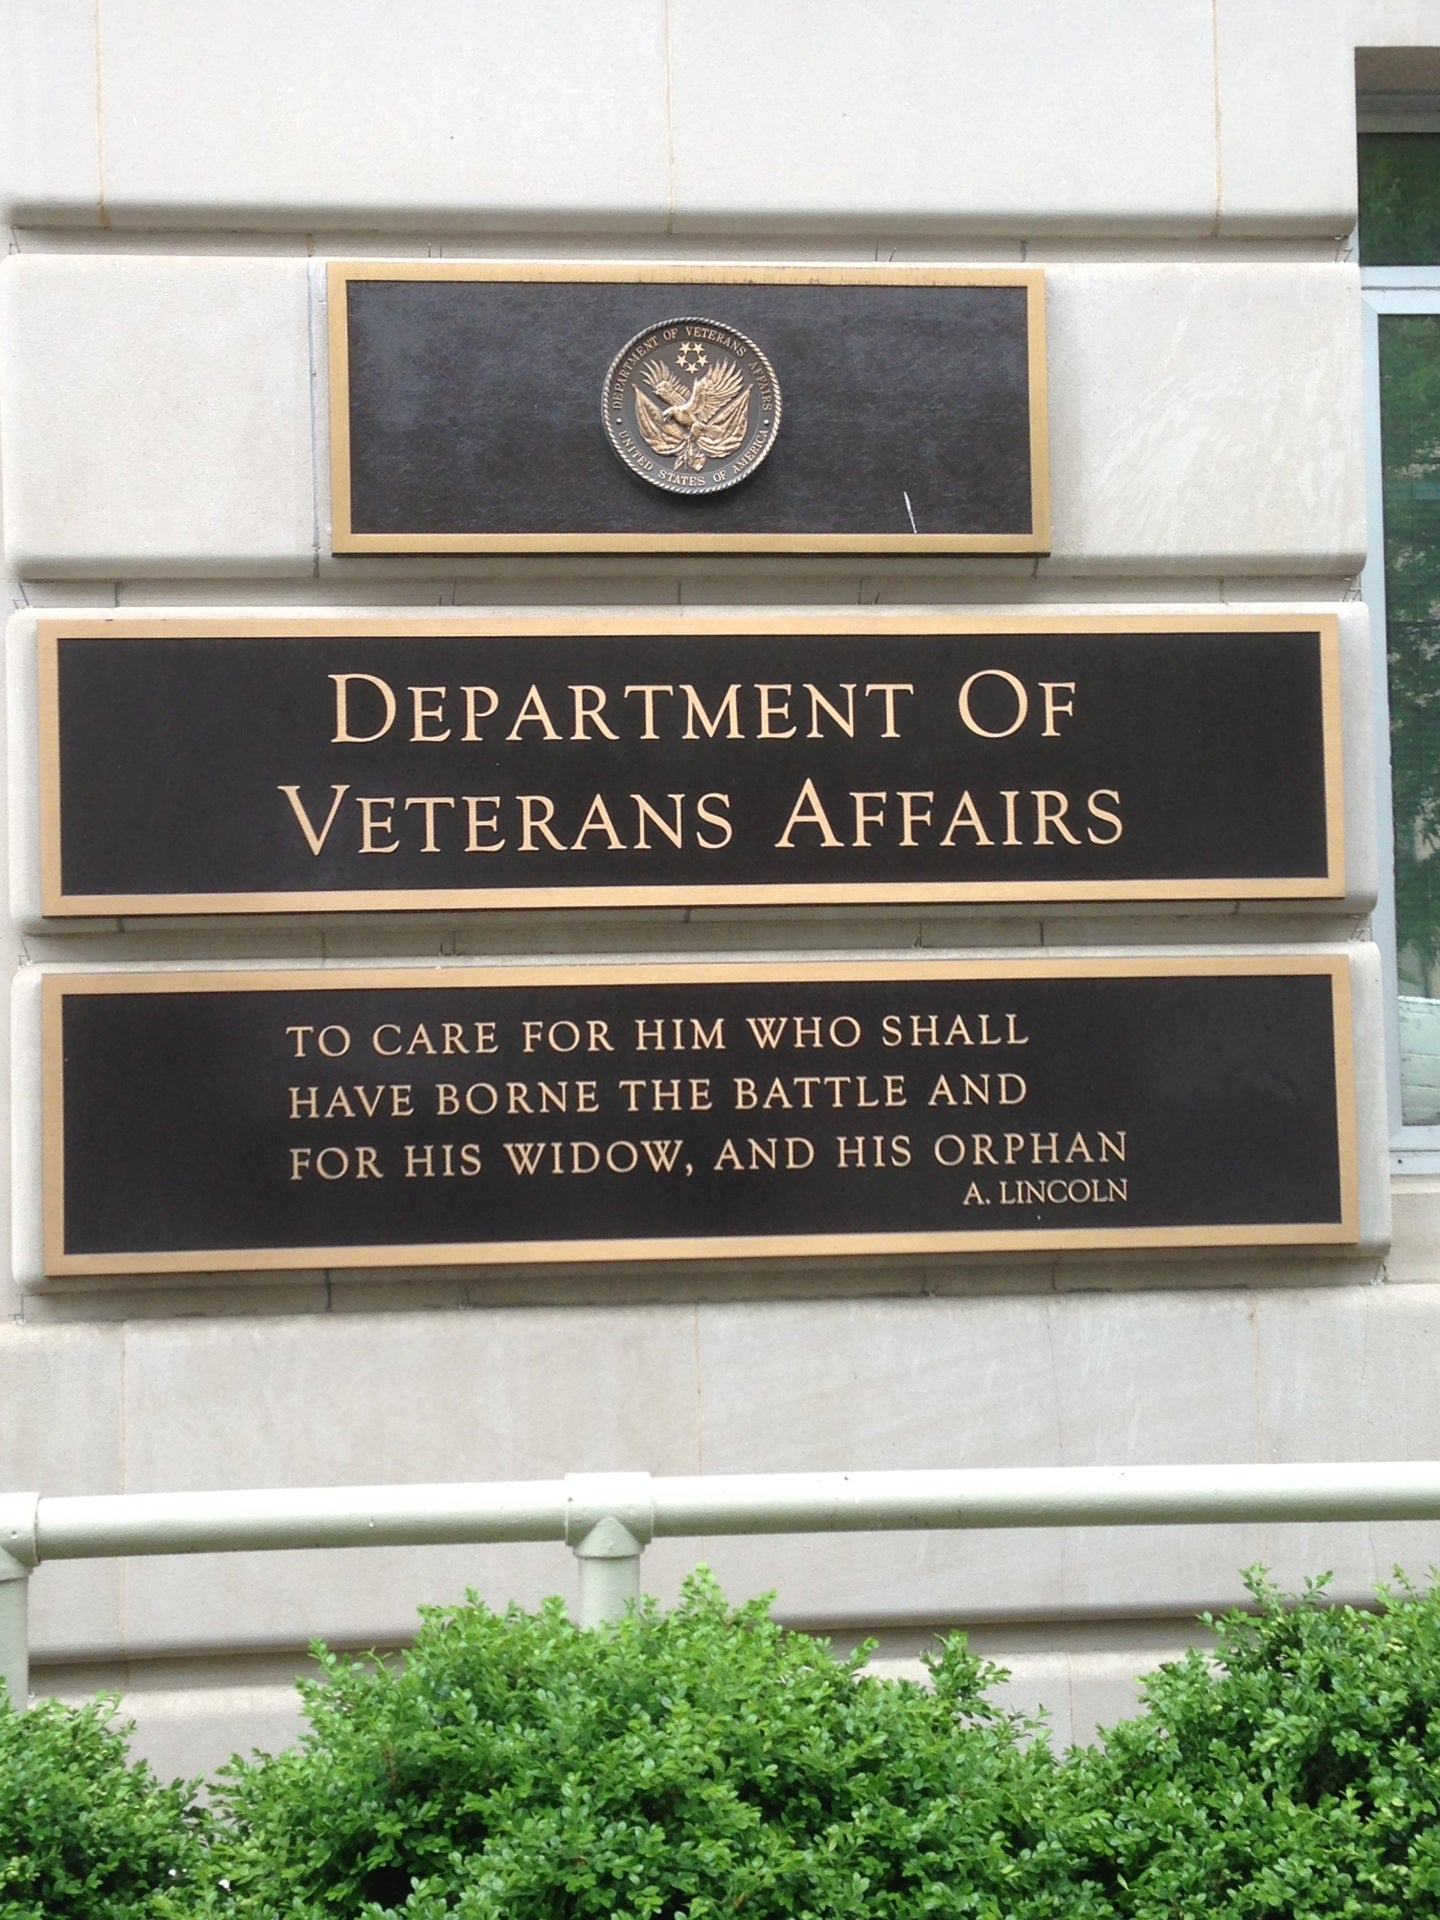 DEPARTMENT OF VETERANS AFFAIRS
UNITED STATES OF AMERICA
DEPARTMENT OF
VETERANS AFFAIRS
TO CARE FOR HIM WHO SHALL
HAVE BORNE THE BATTLE AND
FOR HIS WIDOW, AND HIS ORPHAN
A. LINCOLN